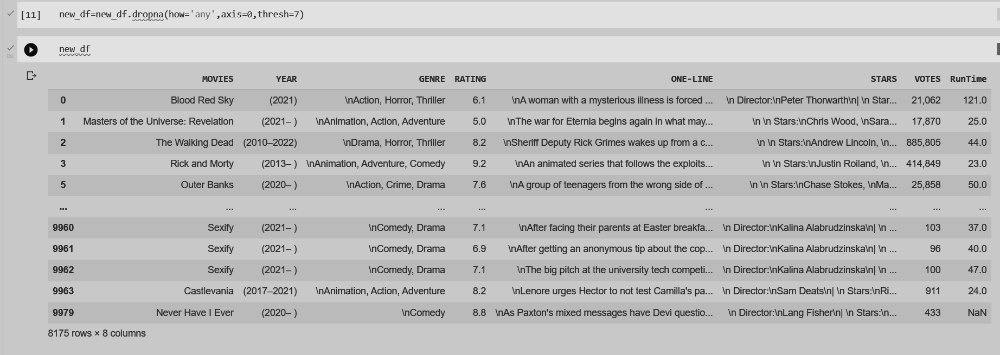 [11] new_df=new_df.dropna(how='any',axis=0,thresh=7)
0s new_df
MOVIES YEAR GENRE RATING ONE-LINE STARS VOTES RunTime
0 Blood Red Sky (2021) \nAction, Horror, Thriller 6.1 \nA woman with a mysterious illness is forced ... \n Director:\nPeter Thorwarth\n| \n Star... 21,062 121.0
1 Masters of the Universe: Revelation (2021– ) \nAnimation, Action, Adventure 5.0 \nThe war for Eternia begins again in what may... \n \n Stars:\nChris Wood, \nSara... 17,870 25.0
2 The Walking Dead (2010–2022) \nDrama, Horror, Thriller 8.2 \nSheriff Deputy Rick Grimes wakes up from a c... \n \n Stars:\nAndrew Lincoln, \n... 885,805 44.0
3 Rick and Morty (2013– ) \nAnimation, Adventure, Comedy 9.2 \nAn animated series that follows the exploits... \n \n Stars:\nJustin Roiland, \n... 414,849 23.0
5 Outer Banks (2020– ) \nAction, Crime, Drama 7.6 \nA group of teenagers from the wrong side of ... \n \n Stars:\nChase Stokes, \nMa... 25,858 50.0
... ... ... ... ... ... ... ... ...
9960 Sexify (2021– ) \nComedy, Drama 7.1 \nAfter facing their parents at Easter breakfa... \n Director:\nKalina Alabrudzinska\n| \n ... 103 37.0
9961 Sexify (2021– ) \nComedy, Drama 6.9 \nAfter getting an anonymous tip about the cop... \n Director:\nKalina Alabrudzinska\n| \n ... 96 40.0
9962 Sexify (2021– ) \nComedy, Drama 7.1 \nThe big pitch at the university tech competi... \n Director:\nKalina Alabrudzinska\n| \n ... 100 47.0
9963 Castlevania (2017–2021) \nAnimation, Action, Adventure 8.2 \nLenore urges Hector to not test Camilla's pa... \n Director:\nSam Deats\n| \n Stars:\nRi... 911 24.0
9979 Never Have I Ever (2020– ) \nComedy 8.8 \nAs Paxton's mixed messages have Devi questio... \n Director:\nLang Fisher\n| \n Stars:\n... 433 NaN
8175 rows × 8 columns